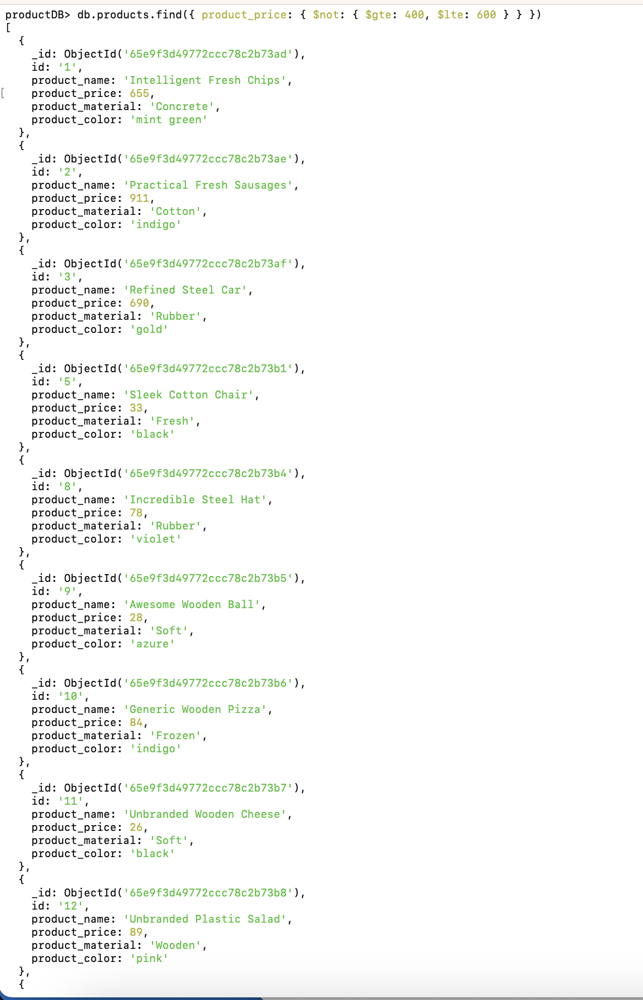 productDB> db.products.find({ product_price: { $not: { $gte: 400, $lte: 600 } } })
[
  {
    _id: ObjectId('65e9f3d49772ccc78c2b73ad'),
    id: '1',
    product_name: 'Intelligent Fresh Chips',
[
    product_price: 655,
    product_material: 'Concrete',
    product_color: 'mint green'
  },
  {
    _id: ObjectId('65e9f3d49772ccc78c2b73ae'),
    id: '2',
    product_name: 'Practical Fresh Sausages',
    product_price: 911,
    product_material: 'Cotton',
    product_color: 'indigo'
  },
  {
    _id: ObjectId('65e9f3d49772ccc78c2b73af'),
    id: '3',
    product_name: 'Refined Steel Car',
    product_price: 690,
    product_material: 'Rubber',
    product_color: 'gold'
  },
  {
    _id: ObjectId('65e9f3d49772ccc78c2b73b1'),
    id: '5',
    product_name: 'Sleek Cotton Chair',
    product_price: 33,
    product_material: 'Fresh',
    product_color: 'black'
  },
  {
    _id: ObjectId('65e9f3d49772ccc78c2b73b4'),
    id: '8',
    product_name: 'Incredible Steel Hat',
    product_price: 78,
    product_material: 'Rubber',
    product_color: 'violet'
  },
  {
    _id: ObjectId('65e9f3d49772ccc78c2b73b5'),
    id: '9',
    product_name: 'Awesome Wooden Ball',
    product_price: 28,
    product_material: 'Soft',
    product_color: 'azure'
  },
  {
    _id: ObjectId('65e9f3d49772ccc78c2b73b6'),
    id: '10',
    product_name: 'Generic Wooden Pizza',
    product_price: 84,
    product_material: 'Frozen',
    product_color: 'indigo'
  },
  {
    _id: ObjectId('65e9f3d49772ccc78c2b73b7'),
    id: '11',
    product_name: 'Unbranded Wooden Cheese',
    product_price: 26,
    product_material: 'Soft',
    product_color: 'black'
  },
  {
    _id: ObjectId('65e9f3d49772ccc78c2b73b8'),
    id: '12',
    product_name: 'Unbranded Plastic Salad',
    product_price: 89,
    product_material: 'Wooden',
    product_color: 'pink'
  },
  {